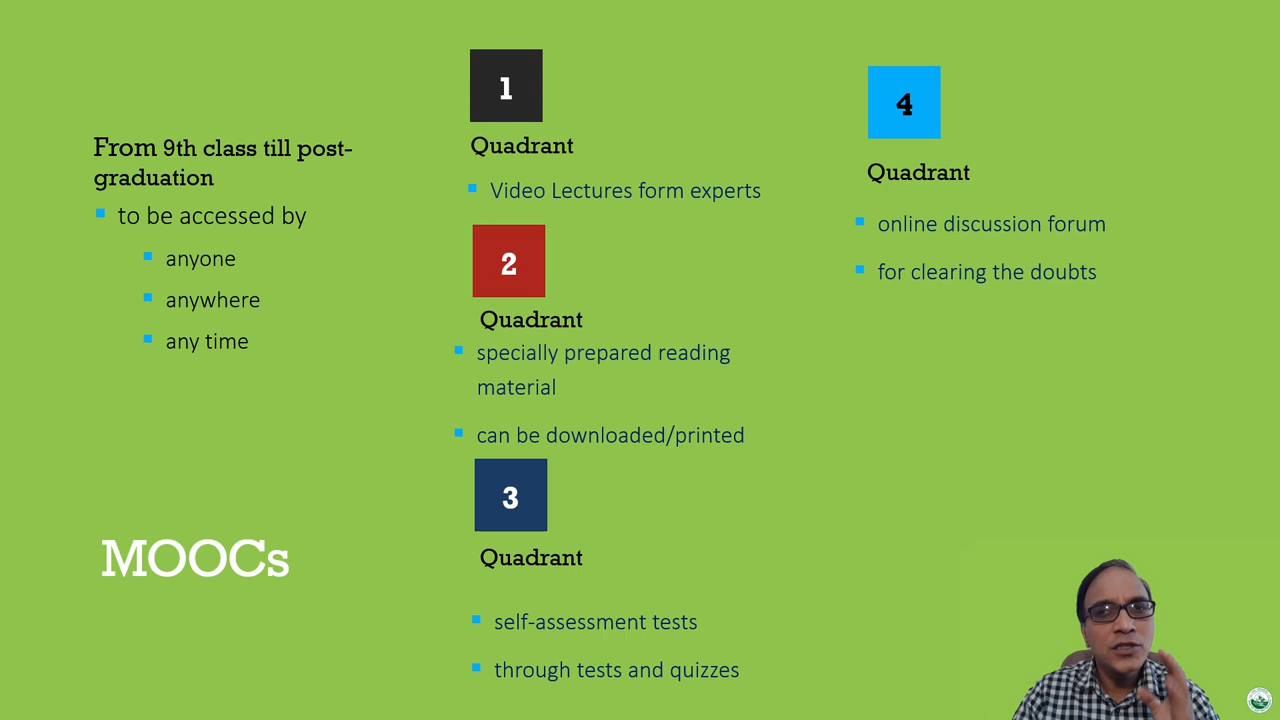 From 9th class till post-
graduation
to be accessed by
anyone
anywhere
any time
MOOCs
1
Quadrant
Video Lectures form experts
2
Quadrant
specially prepared reading
material
can be downloaded/printed
3
Quadrant
self-assessment tests
through tests and quizzes
4
Quadrant
online discussion forum
for clearing the doubts